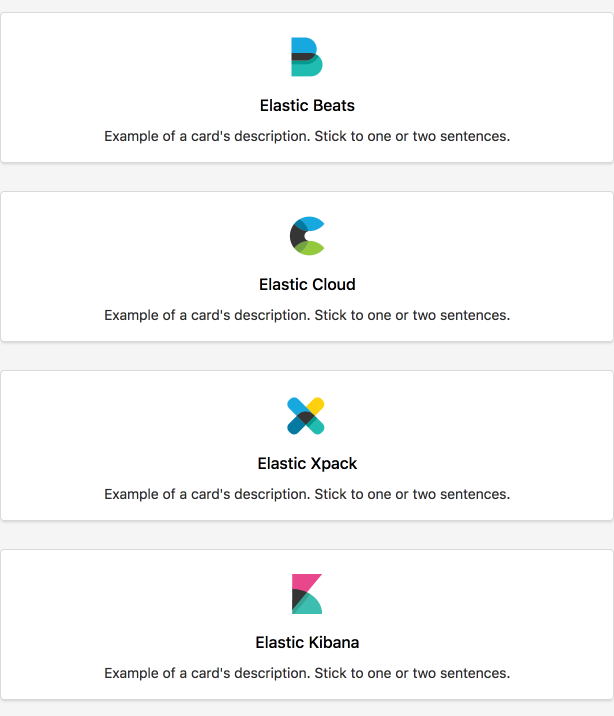 Elastic Beats
Example of a card's description. Stick to one or two sentences.
Elastic Cloud
Example of a card's description. Stick to one or two sentences.
Elastic Xpack
Example of a card's description. Stick to one or two sentences.
Elastic Kibana
Example of a card's description. Stick to one or two sentences.